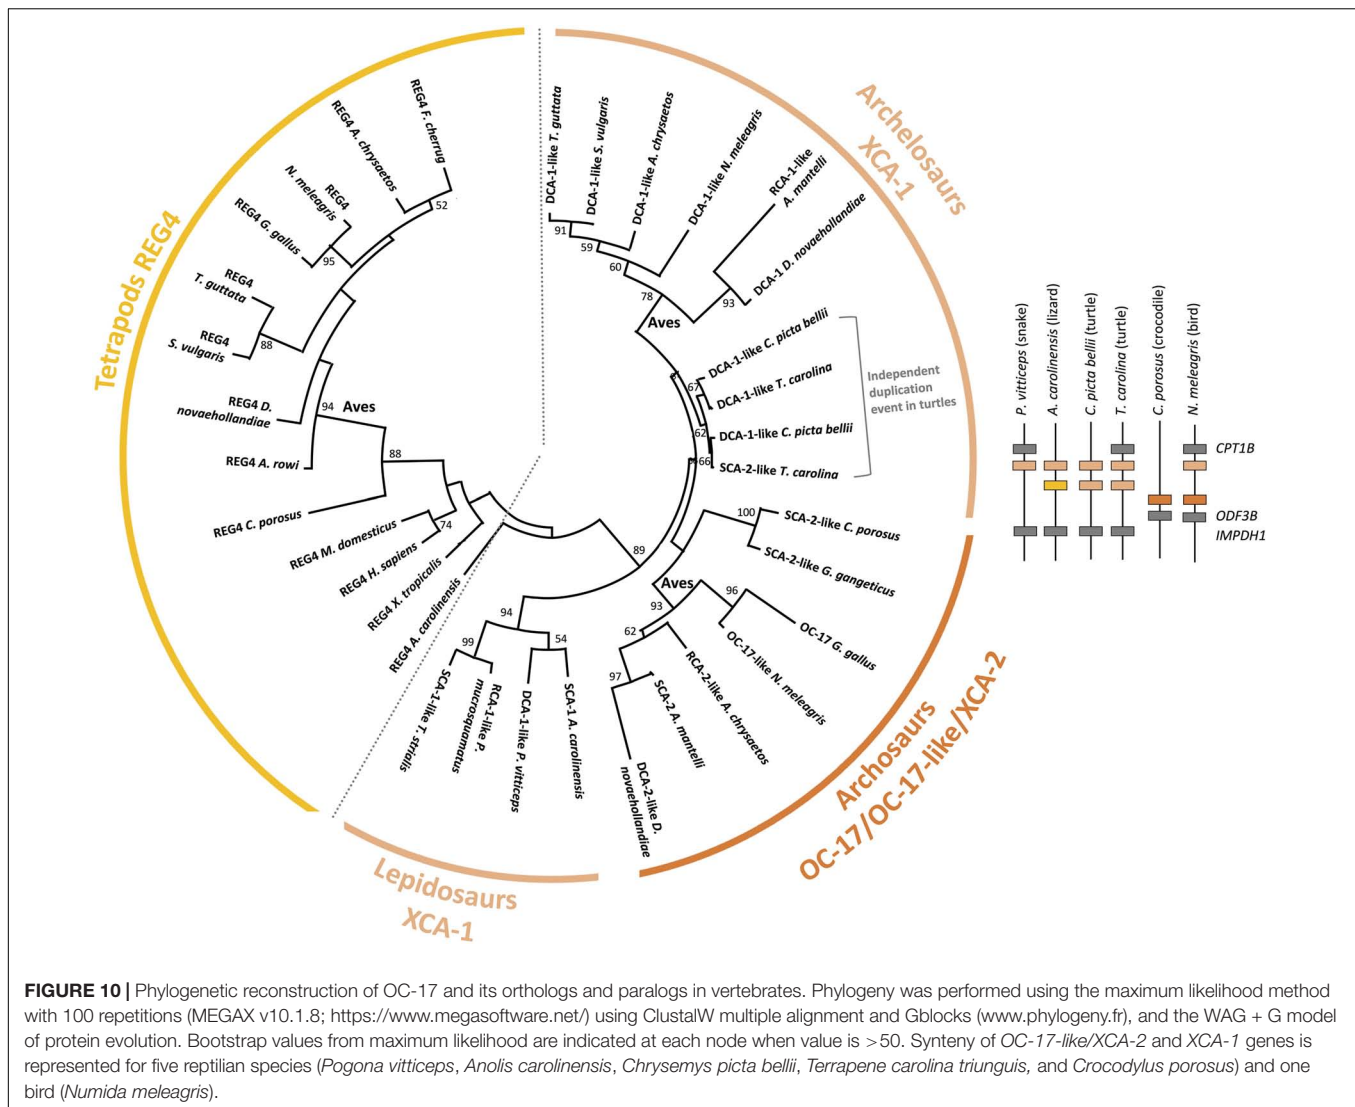 Tetrapods REG4
REG4 F. cherrug
REG4 A. chrysaetos
REG4
N. meleagris
REG4 G. gallus
REG4
T. guttata
REG4
S. vulgaris
REG4 D.
novaehollandiae
REG4 A. rowi
REG4 C. porosus
REG4 M. domesticus
REG4 H. sapiens
REG4 X. tropicalis
REG4 A. carolinensis
52
95
88
94
Aves
88
74
Archelosaurs
XCA-1
DCA-1-like T. guttata
DCA-1-like S. vulgaris
DCA-1-like A. chrysaetos
DCA-1-like N. meleagris
RCA-1-like
A. mantelli
DCA-1 D. novaehollandiae
91
59
60
78
93
Aves
DCA-1-like C. picta bellii
DCA-1-like T. carolina
DCA-1-like C. picta bellii
SCA-2-like T. carolina
67
62
66
Independent
duplication
event in turtles
SCA-2-like C. porosus
SCA-2-like G. gangeticus
OC-17 G. gallus
OC-17-like N. meleagris
RCA-2-like A. chrysaetos
SCA-2 A. mantelli
DCA-2-like D.
novaehollandiae
100
Aves
96
93
62
97
89
Archosaurs
OC-17/OC-17-like/XCA-2
SCA-1 A. carolinensis
DCA-1-like P. vitticeps
RCA-1-like P.
mucrosquamatus
SCA-1-like T. strialis
94
99
54
Lepidosaurs
XCA-1
P. vitticeps (snake)
A. carolinensis (lizard)
C. picta bellii (turtle)
T. carolina (turtle)
C. porosus (crocodile)
N. meleagris (bird)
CPT1B
ODF3B
IMPDH1
FIGURE 10 | Phylogenetic reconstruction of OC-17 and its orthologs and paralogs in vertebrates. Phylogeny was performed using the maximum likelihood method
with 100 repetitions (MEGAX v10.1.8; https://www.megasoftware.net/) using ClustalW multiple alignment and Gblocks (www.phylogeny.fr), and the WAG + G model
of protein evolution. Bootstrap values from maximum likelihood are indicated at each node when value is >50. Synteny of OC-17-like/XCA-2 and XCA-1 genes is
represented for five reptilian species (Pogona vitticeps, Anolis carolinensis, Chrysemys picta bellii, Terrapene carolina triunguis, and Crocodylus porosus) and one
bird (Numida meleagris).